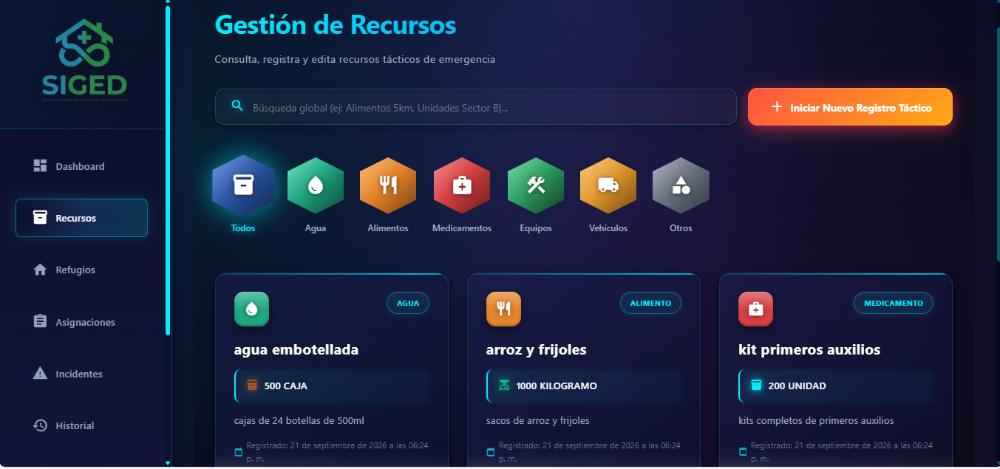 SIGED
Sistema Integral de Gestión de Emergencias
Dashboard
Recursos
Refugios
Asignaciones
Incidentes
Historial
Gestión de Recursos
Consulta, registra y edita recursos tácticos de emergencia
Búsqueda global (ej: Alimentos 5km, Unidades Sector B)...
Iniciar Nuevo Registro Táctico
Todos
Agua
Alimentos
Medicamentos
Equipos
Vehículos
Otros
AGUA
agua embotellada
500 CAJA
cajas de 24 botellas de 500ml
Registrado: 21 de septiembre de 2026 a las 06:24
p. m.
ALIMENTO
arroz y frijoles
1000 KILOGRAMO
sacos de arroz y frijoles
Registrado: 21 de septiembre de 2026 a las 06:24
p. m.
MEDICAMENTO
kit primeros auxilios
200 UNIDAD
kits completos de primeros auxilios
Registrado: 21 de septiembre de 2026 a las 06:24
p. m.